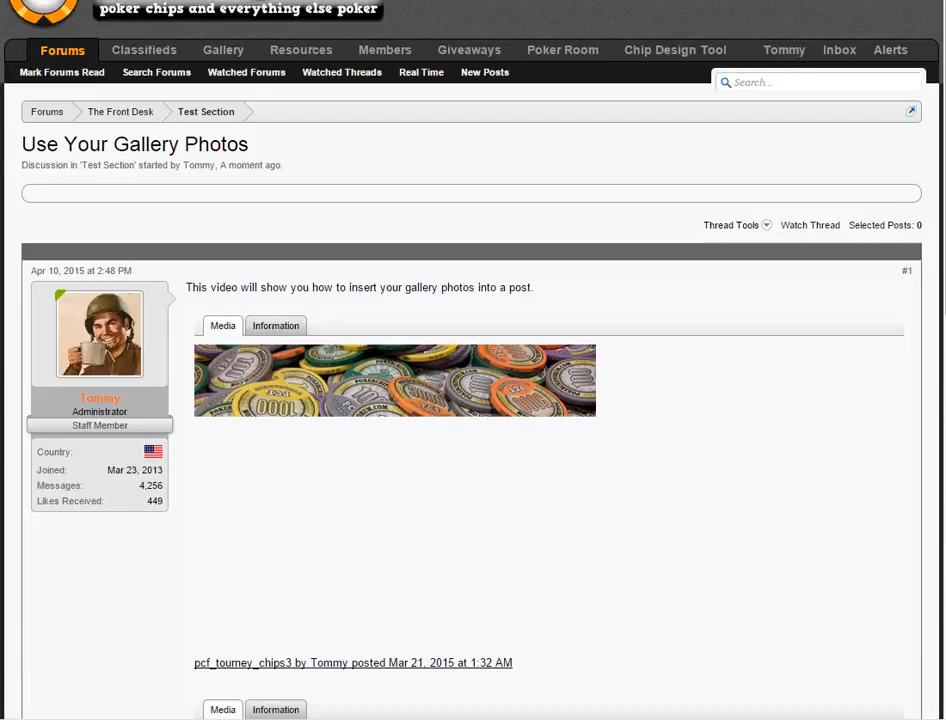 poker chips and everything else poker
Forums Classifieds Gallery Resources Members Giveaways Poker Room Chip Design Tool Tommy Inbox Alerts
Mark Forums Read Search Forums Watched Forums Watched Threads Real Time New Posts
Search...
Forums The Front Desk Test Section
Use Your Gallery Photos
Discussion in 'Test Section' started by Tommy, A moment ago.
Thread Tools Watch Thread Selected Posts: 0
Apr 10, 2015 at 2:48 PM #1
This video will show you how to insert your gallery photos into a post.
Media Information
Tommy
Administrator
Staff Member
Country:
Joined: Mar 23, 2013
Messages: 4,256
Likes Received: 449
pcf_tourney_chips3 by Tommy posted Mar 21, 2015 at 1:32 AM
Media Information